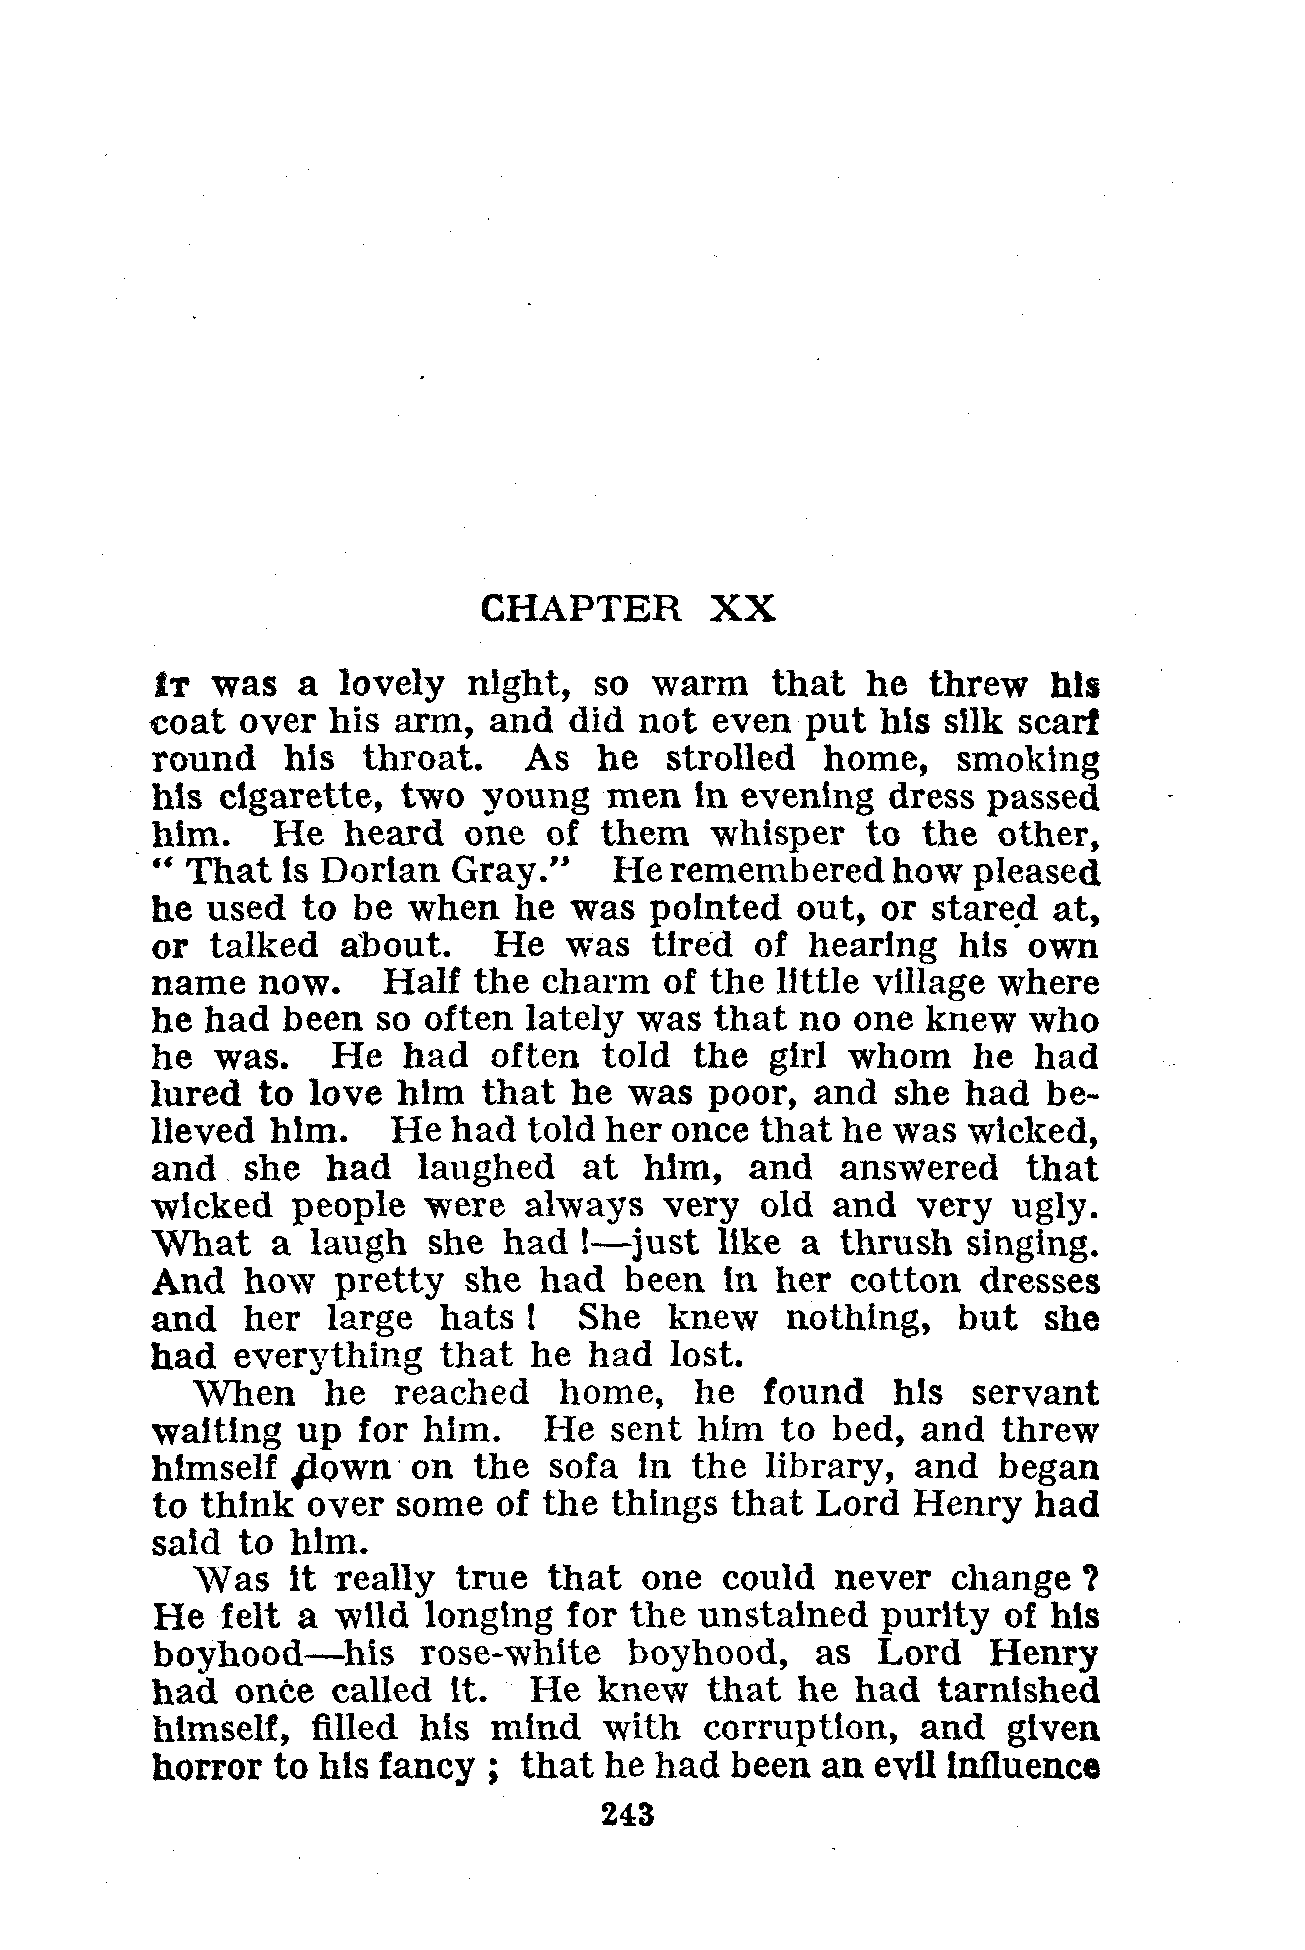 CHAPTER XX
IT was a lovely night, so warm that he threw his
coat over his arm, and did not even put his silk scarf
round his throat. As he strolled home, smoking
his cigarette, two young men in evening dress passed
him. He heard one of them whisper to the other,
“ That is Dorian Gray.” He remembered how pleased
he used to be when he was pointed out, or stared at,
or talked about. He was tired of hearing his own
name now. Half the charm of the little village where
he had been so often lately was that no one knew who
he was. He had often told the girl whom he had
lured to love him that he was poor, and she had be-
lieved him. He had told her once that he was wicked,
and she had laughed at him, and answered that
wicked people were always very old and very ugly.
What a laugh she had !—just like a thrush singing.
And how pretty she had been in her cotton dresses
and her large hats ! She knew nothing, but she
had everything that he had lost.
When he reached home, he found his servant
waiting up for him. He sent him to bed, and threw
himself down on the sofa in the library, and began
to think over some of the things that Lord Henry had
said to him.
Was it really true that one could never change ?
He felt a wild longing for the unstained purity of his
boyhood—his rose-white boyhood, as Lord Henry
had once called it. He knew that he had tarnished
himself, filled his mind with corruption, and given
horror to his fancy ; that he had been an evil influence
243